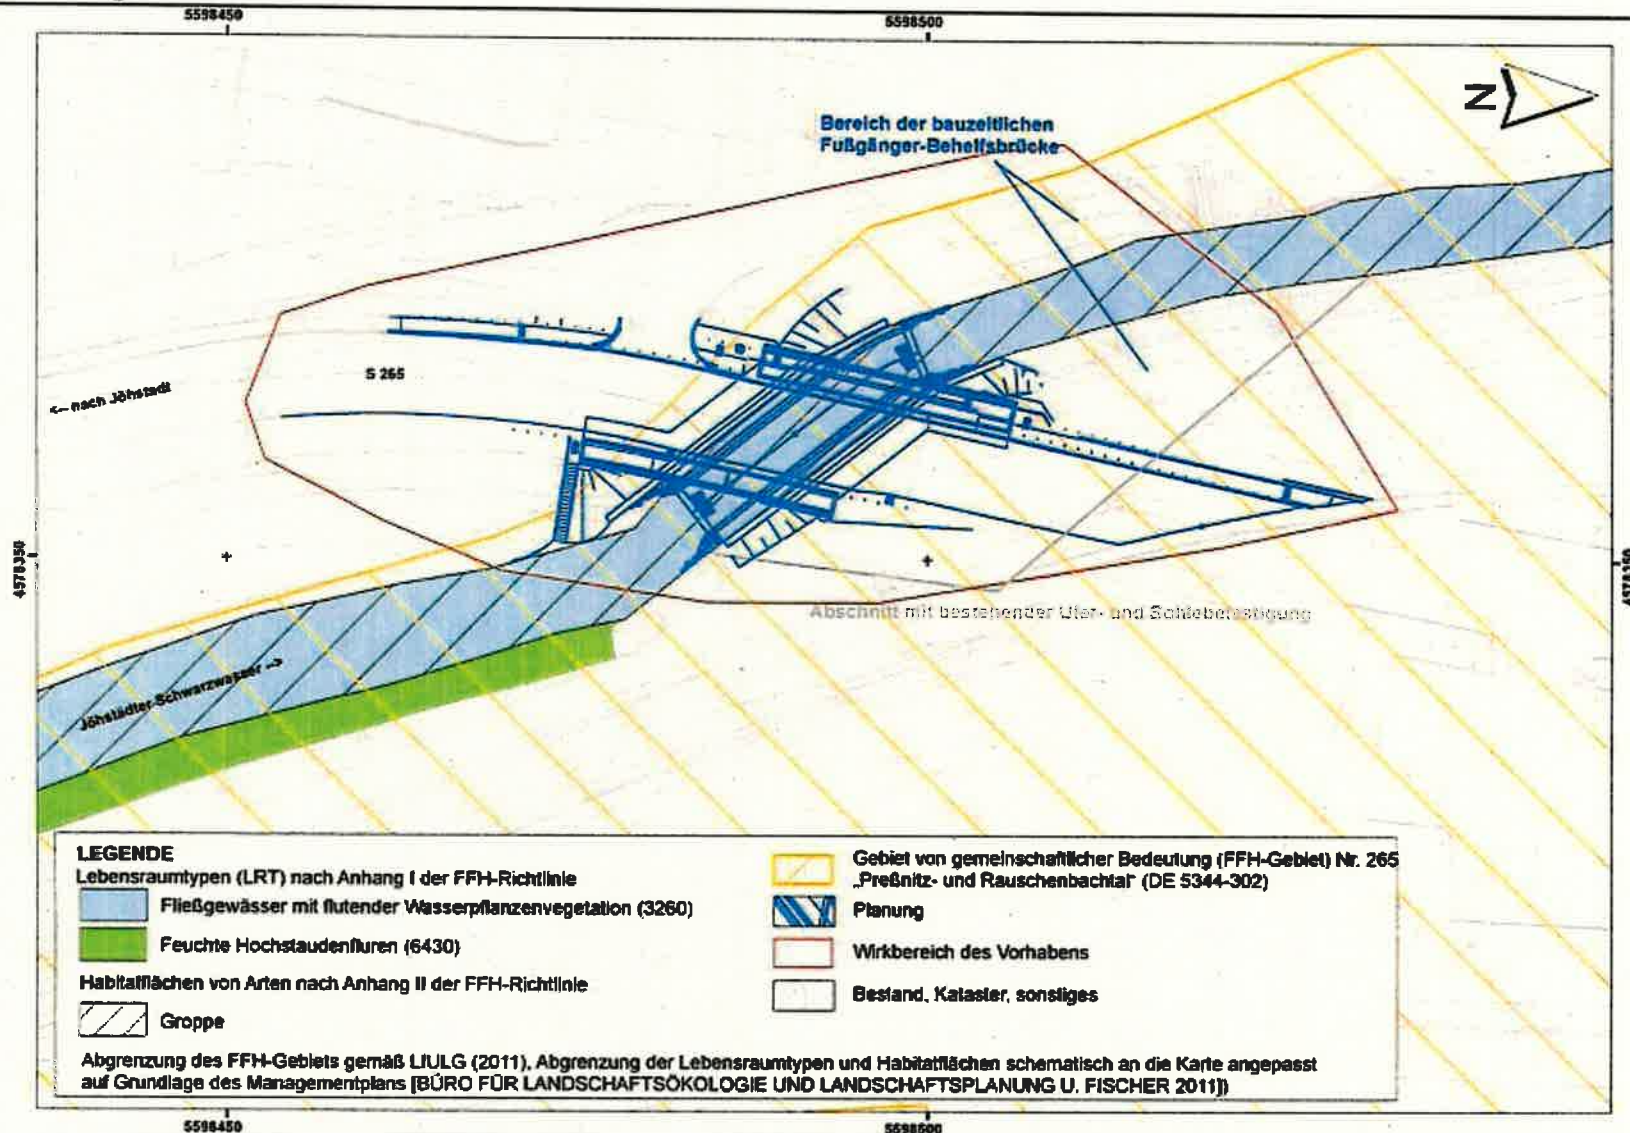 5598450
5598500
N
Bereich der bauzeitlichen
Fußgänger-Behelfsbrücke
S 265
<-- nach Jöhstadt
4578350
4578350
Abschnitt mit bestehender Ufer- und Sohlebefestigung
Jöhstädter Schwarzwasser -->
LEGENDE
Lebensraumtypen (LRT) nach Anhang I der FFH-Richtlinie
Fließgewässer mit flutender Wasserpflanzenvegetation (3260)
Feuchte Hochstaudenfluren (6430)
Habitatflächen von Arten nach Anhang II der FFH-Richtlinie
Groppe
Gebiet von gemeinschaftlicher Bedeutung (FFH-Gebiet) Nr. 265
„Preßnitz- und Rauschenbachtal“ (DE 5344-302)
Planung
Wirkbereich des Vorhabens
Bestand, Kataster, sonstiges
Abgrenzung des FFH-Gebiets gemäß LfULG (2011), Abgrenzung der Lebensraumtypen und Habitatflächen schematisch an die Karte angepasst
auf Grundlage des Managementplans [BÜRO FÜR LANDSCHAFTSÖKOLOGIE UND LANDSCHAFTSPLANUNG U. FISCHER 2011])
5598450
5598500